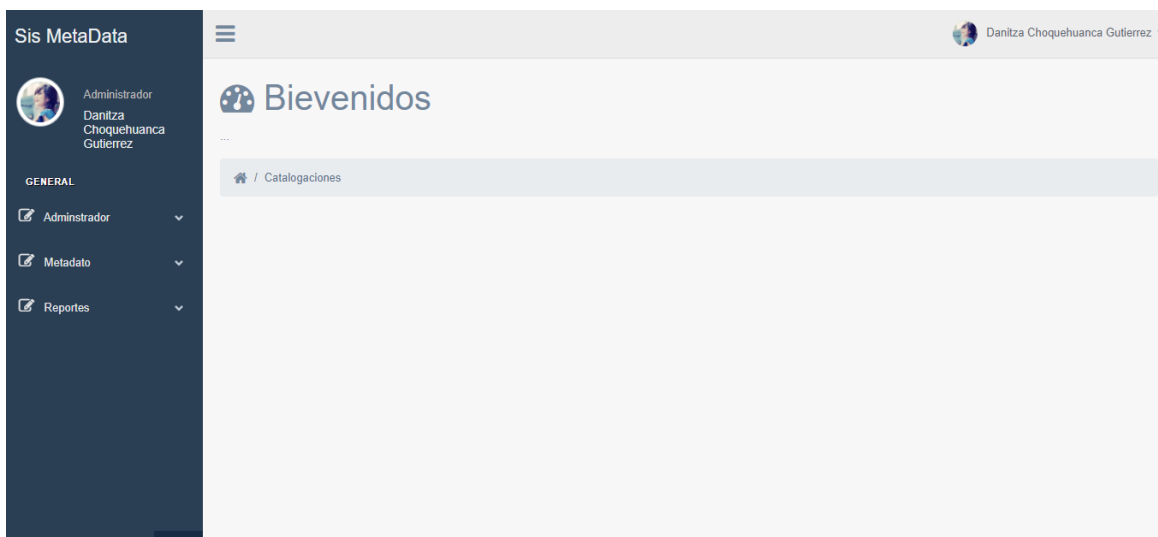 Sis MetaData
Administrador
Danitza
Choquehuanca
Gutierrez
GENERAL
Adminstrador
Metadato
Reportes
Danitza Choquehuanca Gutierrez
Bievenidos
...
/ Catalogaciones